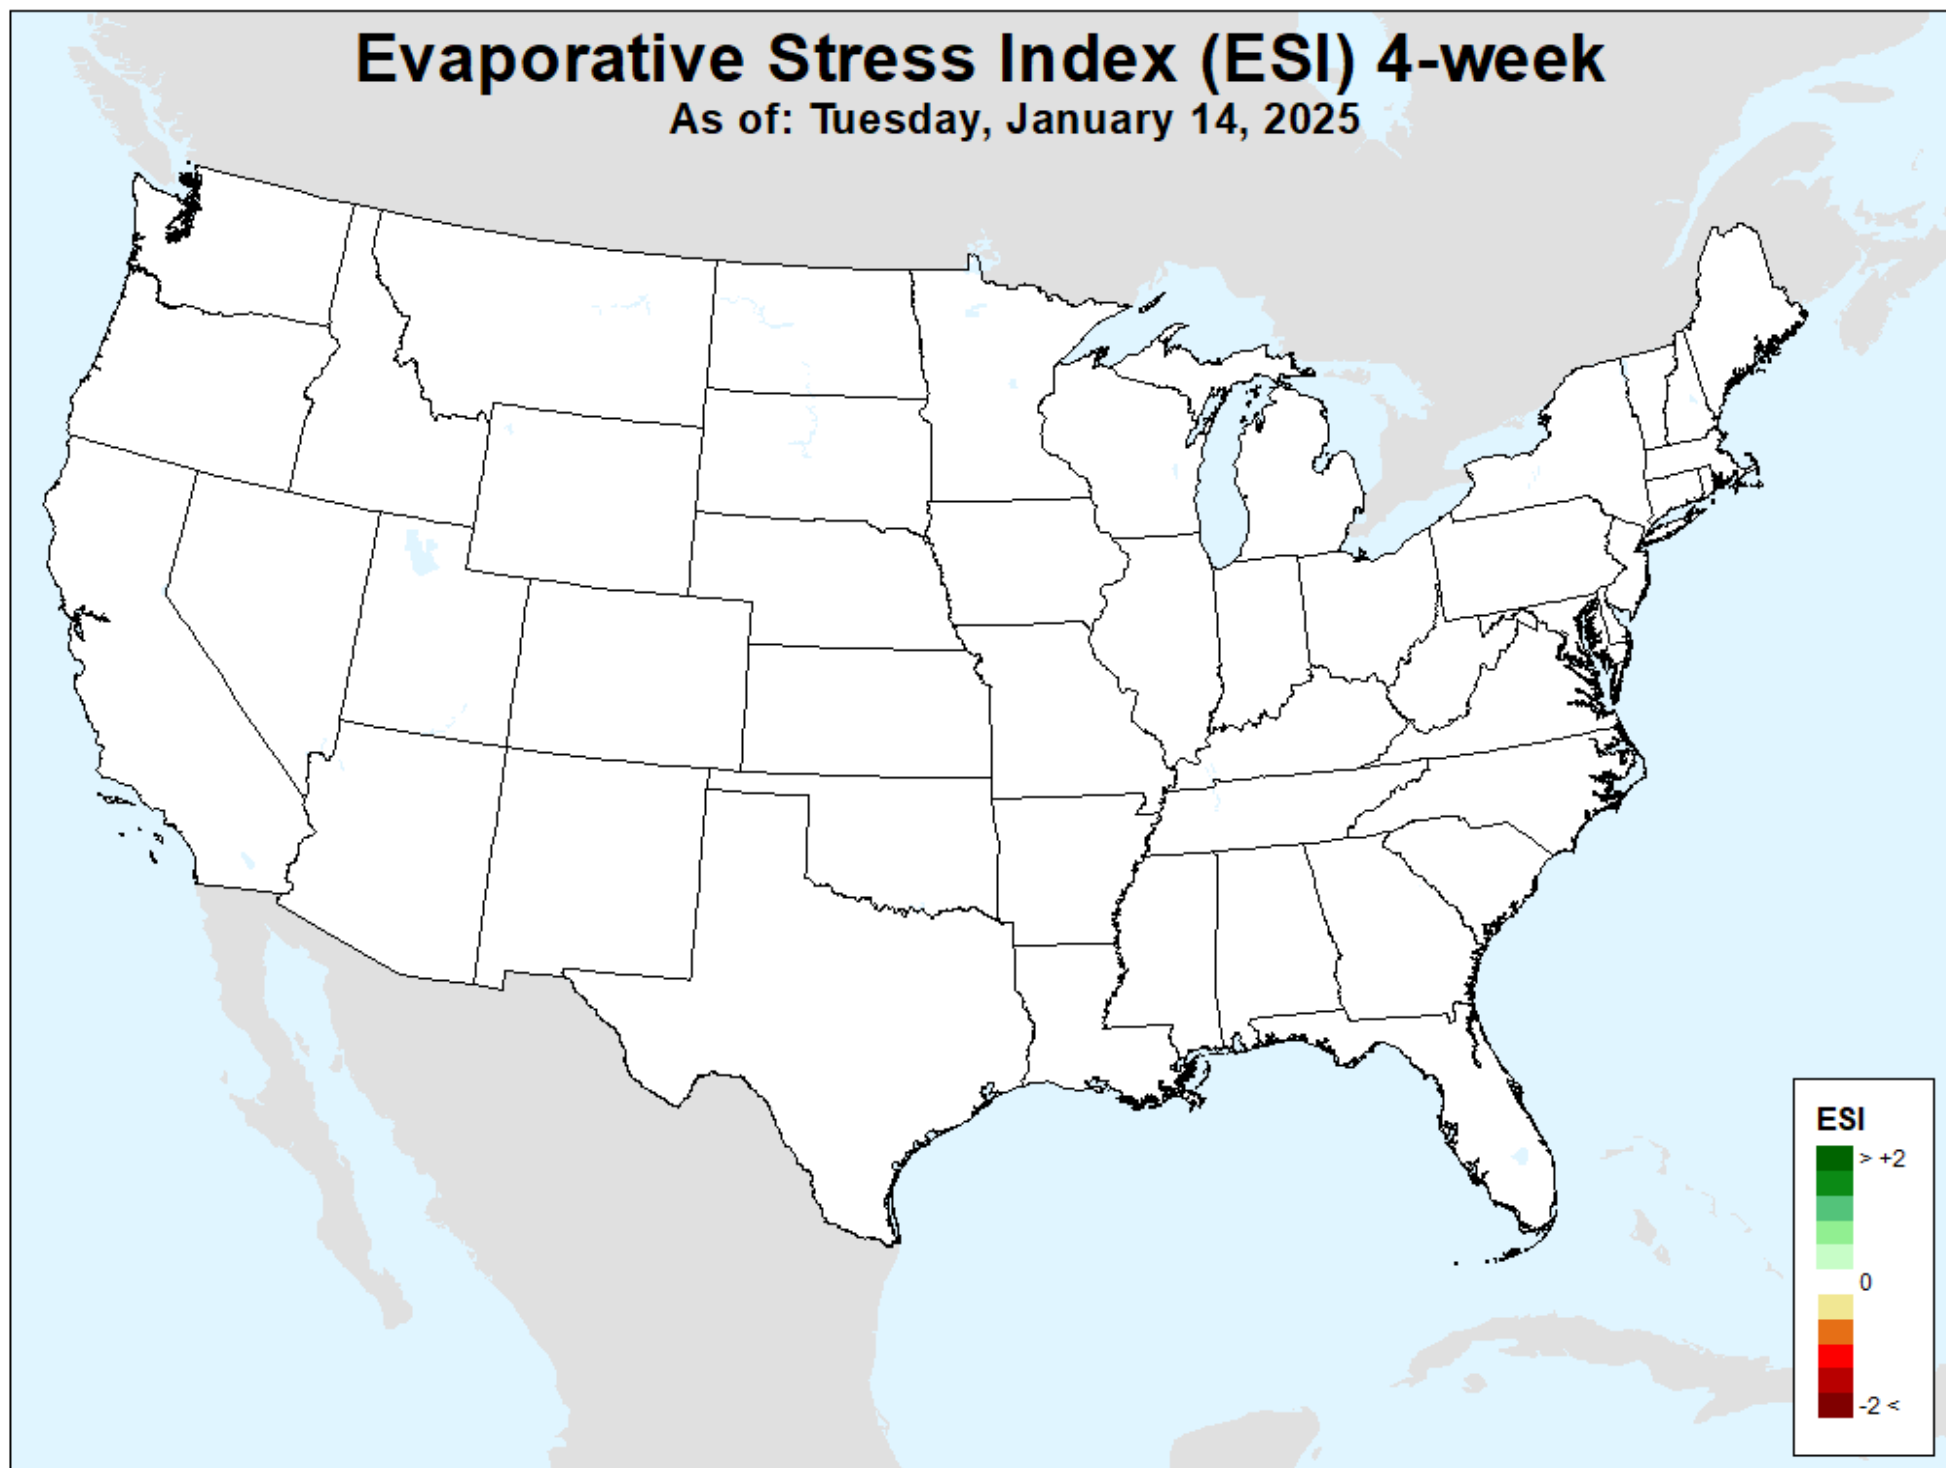 Evaporative Stress Index (ESI) 4-week
As of: Tuesday, January 14, 2025
ESI
> +2
0
-2 <